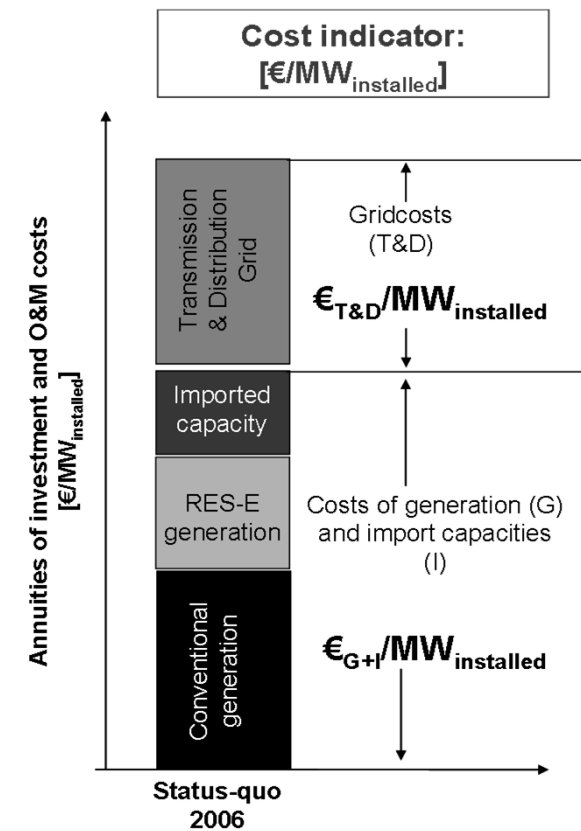 Cost indicator:
[€/MWinstalled]
Annuities of investment and O&M costs
[€/MWinstalled]
Transmission
& Distribution
Grid
Gridcosts
(T&D)
€T&D/MWinstalled
Imported
capacity
RES-E
generation
Costs of generation (G)
and import capacities
(I)
Conventional
generation
€G+I/MWinstalled
Status-quo
2006